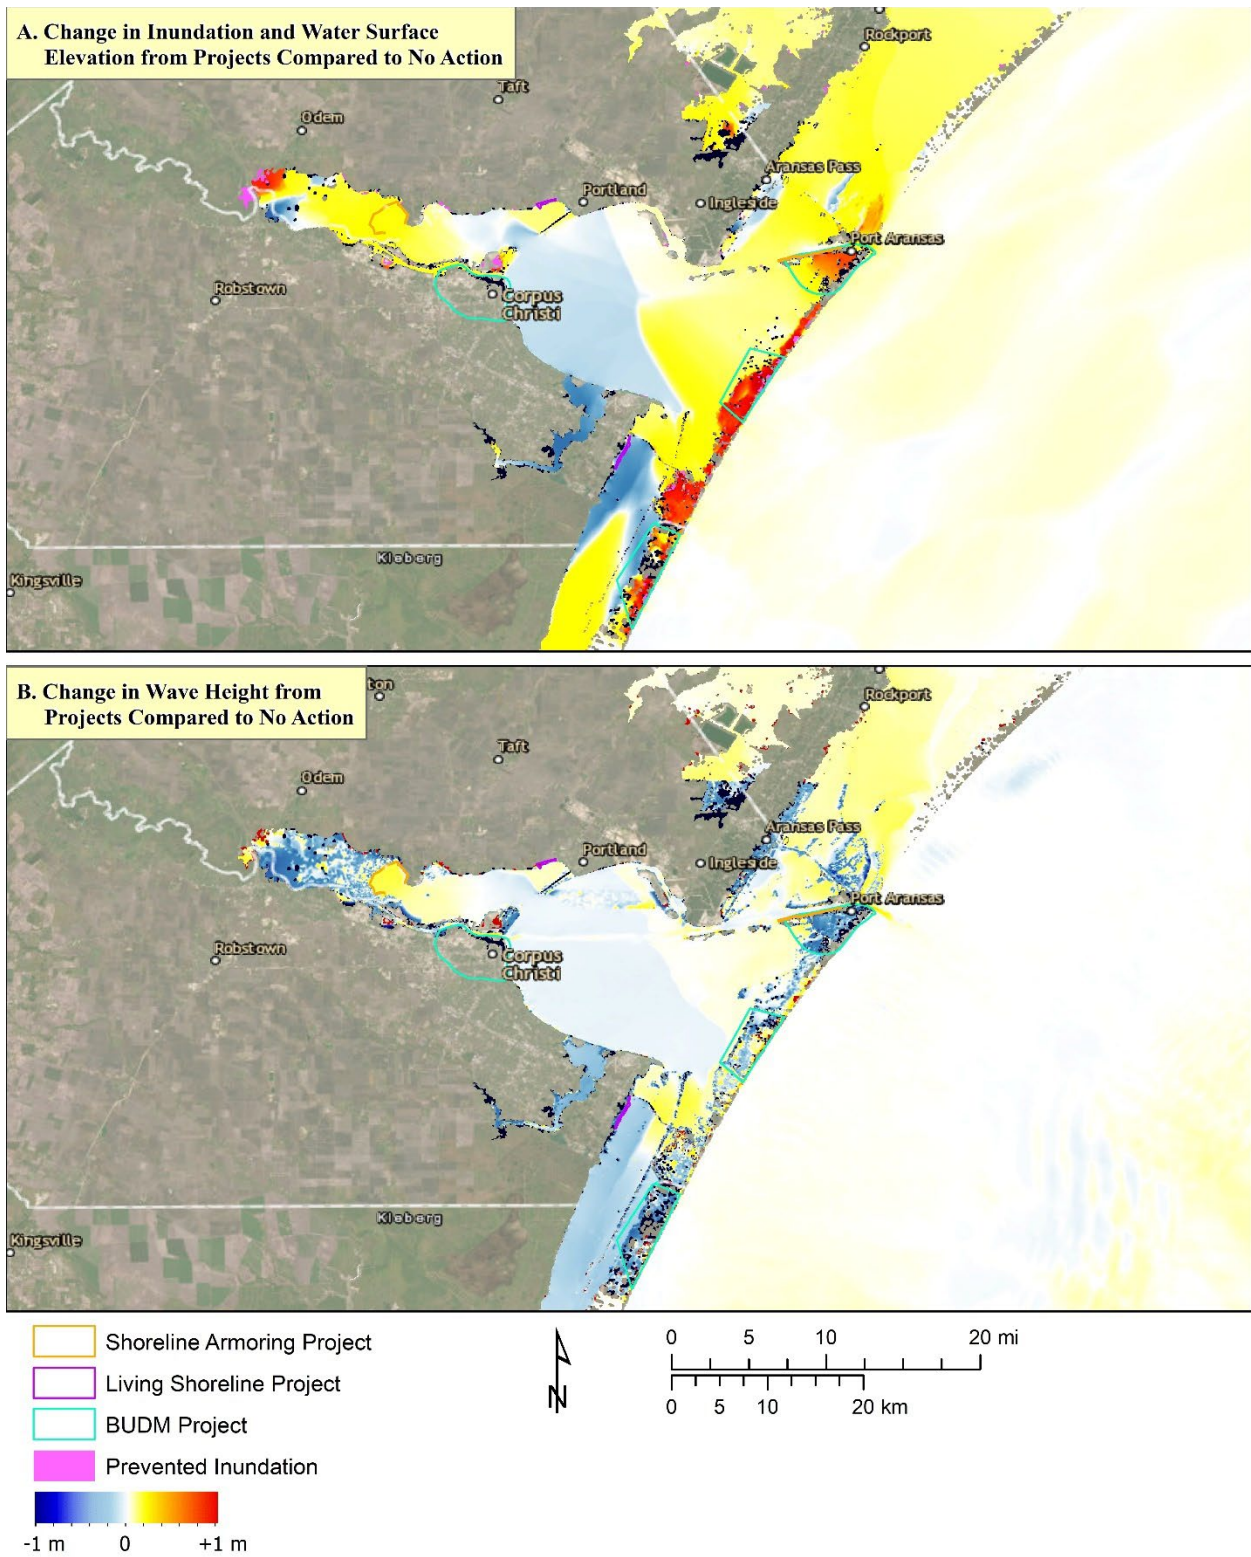 A. Change in Inundation and Water Surface
Elevation from Projects Compared to No Action
Rockport
Taft
Odem
Aransas Pass
Portland
Ingleside
Port Aransas
Robstown
Corpus
Christi
Kleberg
Kingsville
B. Change in Wave Height from
Projects Compared to No Action
ton
Rockport
Taft
Odem
Aransas Pass
Portland
Ingleside
Port Aransas
Robstown
Corpus
Christi
Kleberg
Kingsville
Shoreline Armoring Project
Living Shoreline Project
BUDM Project
Prevented Inundation
-1 m 0 +1 m
N
0 5 10 20 mi
0 5 10 20 km